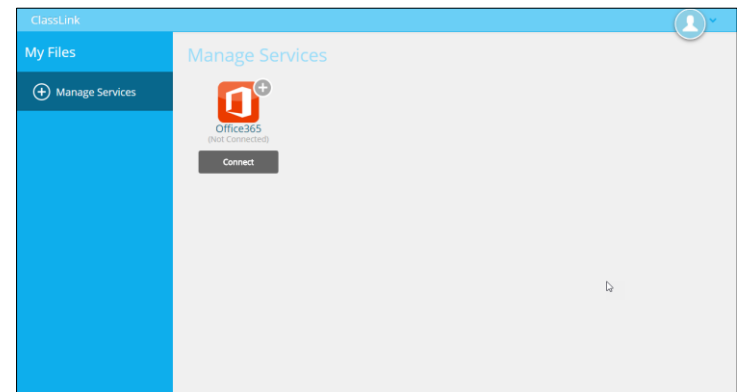 ClassLink
My Files
Manage Services
Manage Services
Office365
(Not Connected)
Connect